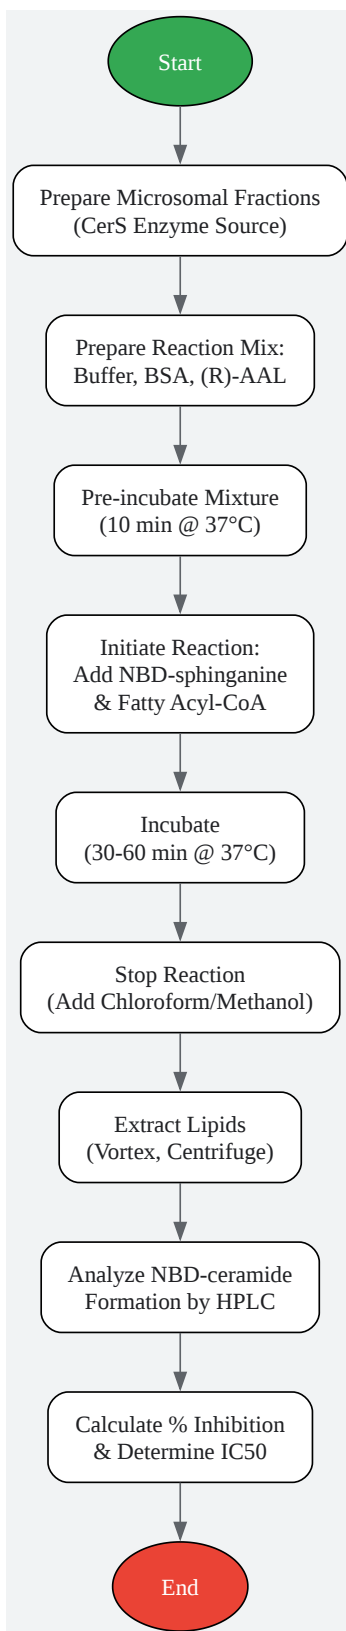 Start
Prepare Microsomal Fractions
(CerS Enzyme Source)
Prepare Reaction Mix:
Buffer, BSA, (R)-AAL
Pre-incubate Mixture
(10 min @ 37°C)
Initiate Reaction:
Add NBD-sphinganine
& Fatty Acyl-CoA
Incubate
(30-60 min @ 37°C)
Stop Reaction
(Add Chloroform/Methanol)
Extract Lipids
(Vortex, Centrifuge)
Analyze NBD-ceramide
Formation by HPLC
Calculate % Inhibition
& Determine IC50
End